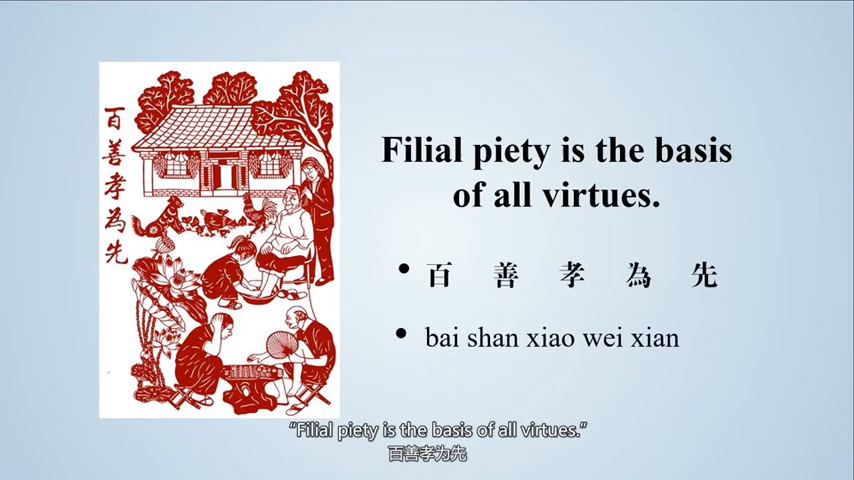 百善孝為先
Filial piety is the basis
of all virtues.
• 百 善 孝 為 先
• bai shan xiao wei xian
“Filial piety is the basis of all virtues.”
百善孝为先